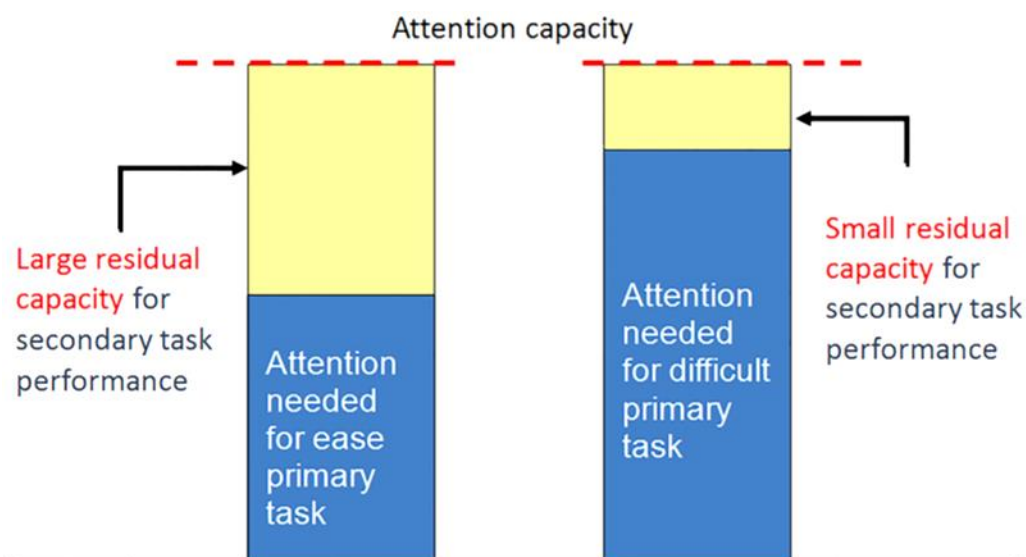 Attention capacity
Large residual
capacity for
secondary task
performance
Attention
needed
for ease
primary
task
Attention
needed
for difficult
primary
task
Small residual
capacity for
secondary task
performance